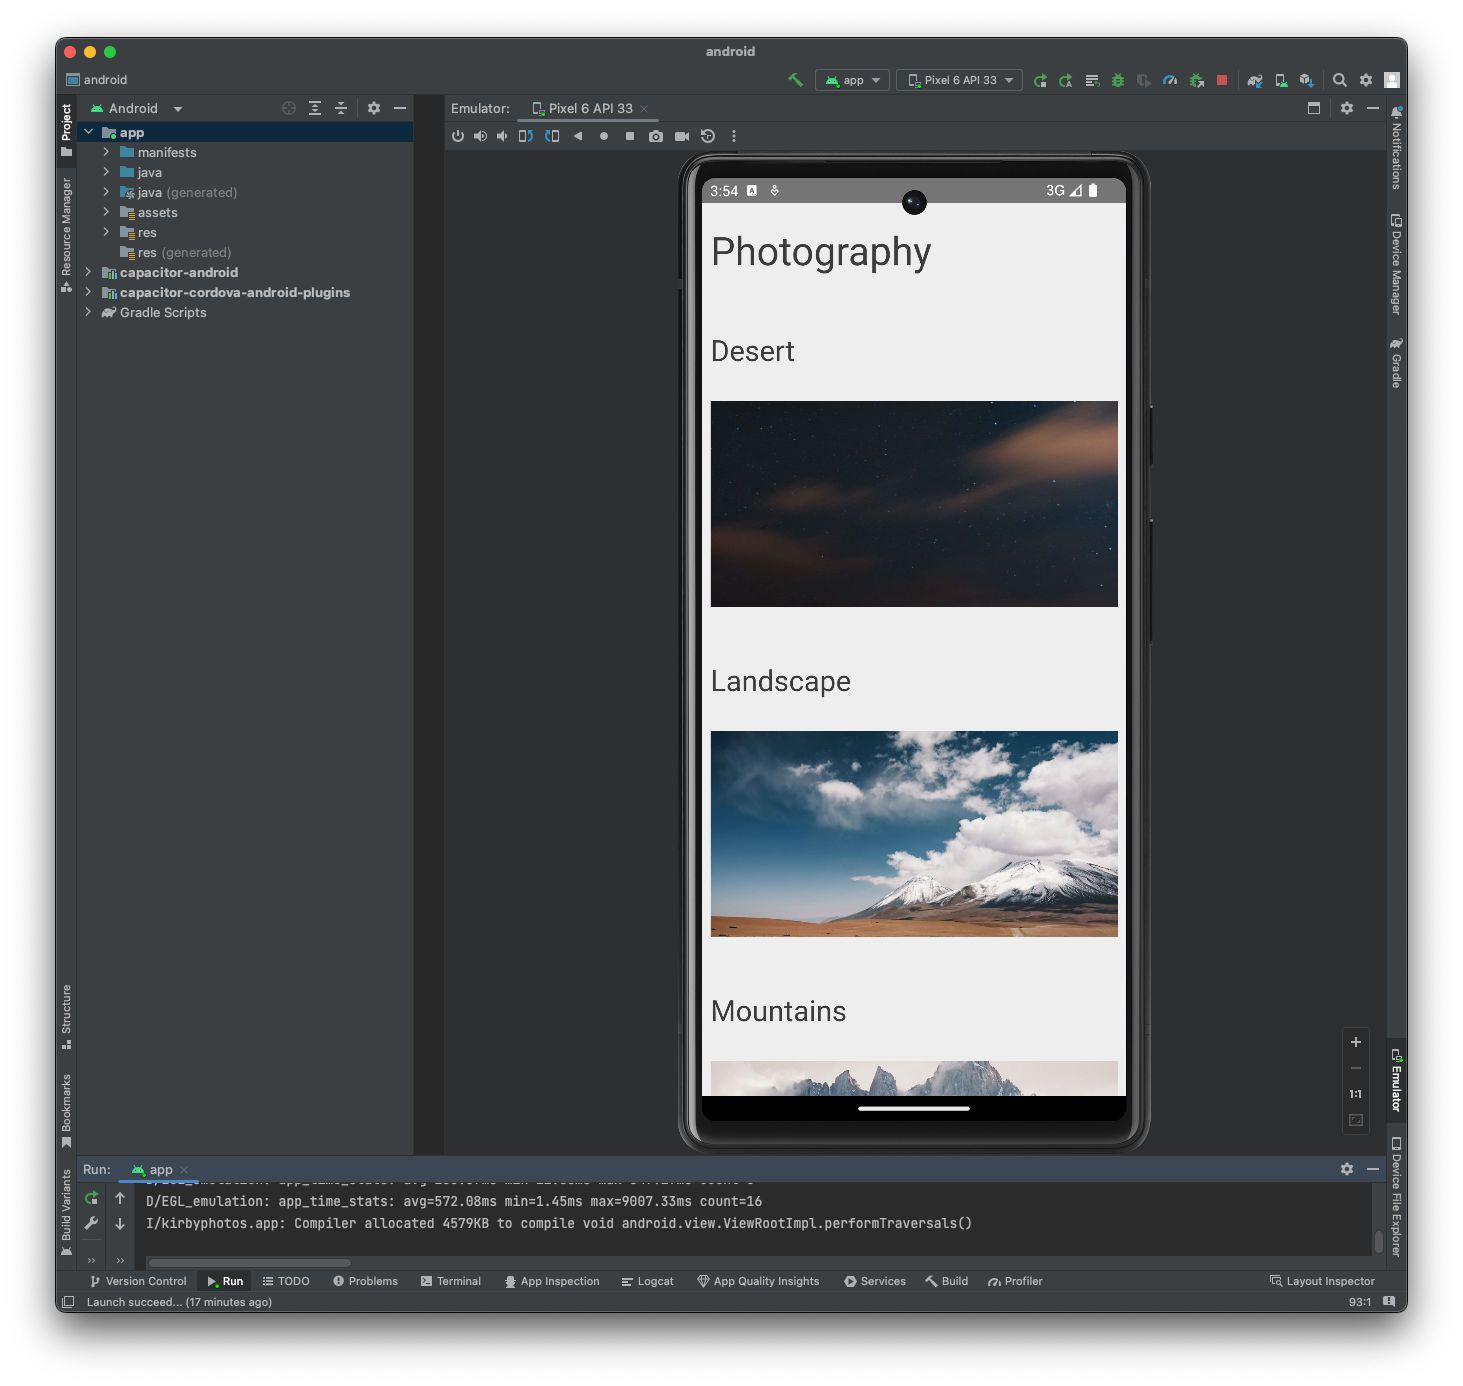 android
android
app
Pixel 6 API 33
Project
Android
Emulator:
Pixel 6 API 33
app
manifests
java
java (generated)
assets
res
res (generated)
capacitor-android
capacitor-cordova-android-plugins
Gradle Scripts
Resource Manager
Structure
Bookmarks
Build Variants
3:54
3G
Photography
Desert
Landscape
Mountains
Notifications
Device Manager
Gradle
1:1
Emulator
Device File Explorer
Run:
app
D/EGL_emulation: app_time_stats: avg=572.08ms min=1.45ms max=9007.33ms count=16
I/kirbyphotos.app: Compiler allocated 4579KB to compile void android.view.ViewRootImpl.performTraversals()
Version Control
Run
TODO
Problems
Terminal
App Inspection
Logcat
App Quality Insights
Services
Build
Profiler
Layout Inspector
Launch succeed... (17 minutes ago)
93:1